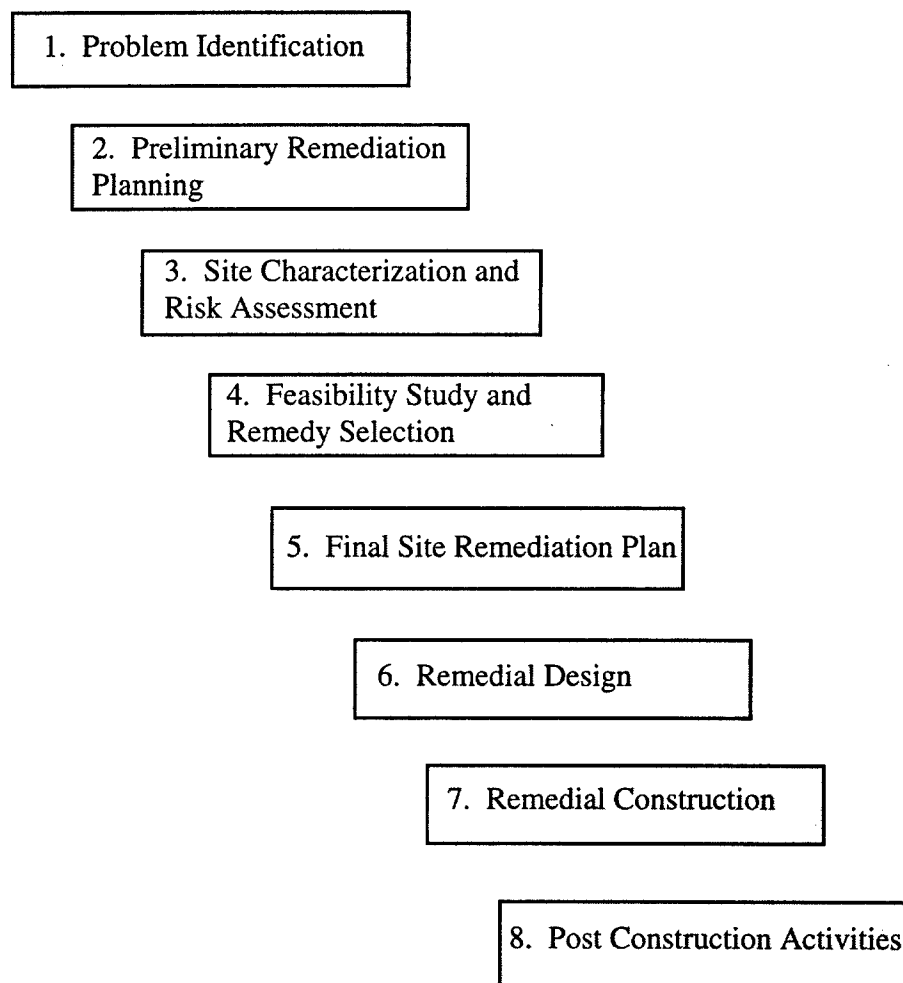 1. Problem Identification
2. Preliminary Remediation
Planning
3. Site Characterization and
Risk Assessment
4. Feasibility Study and
Remedy Selection
5. Final Site Remediation Plan
6. Remedial Design
7. Remedial Construction
8. Post Construction Activities